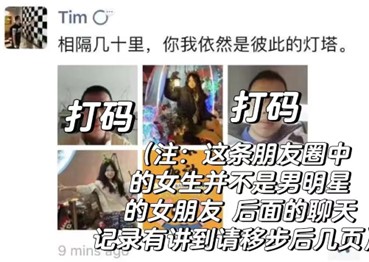 Tim
相隔几十里，你我依然是彼此的灯塔。
打码
打码
（注：这条朋友圈中
的女生并不是男明星
的女朋友 后面的聊天
记录有讲到请移步后几页）
9 mins ago